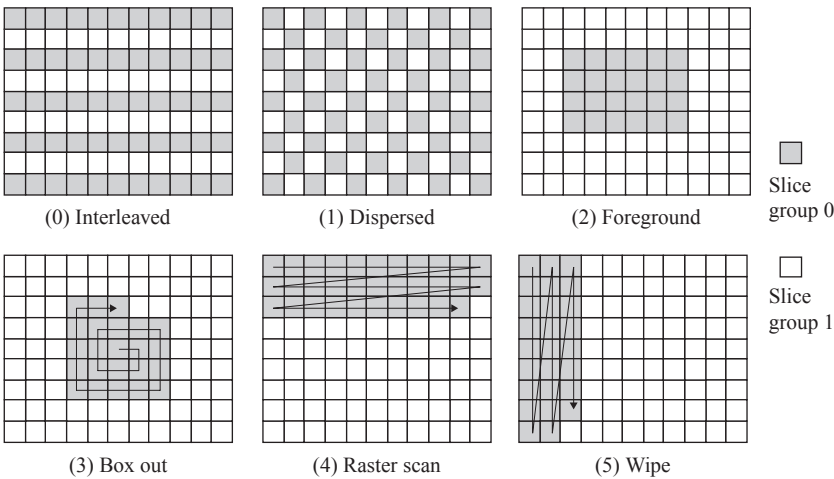 (0) Interleaved
(1) Dispersed
(2) Foreground
Slice
group 0
(3) Box out
(4) Raster scan
(5) Wipe
Slice
group 1